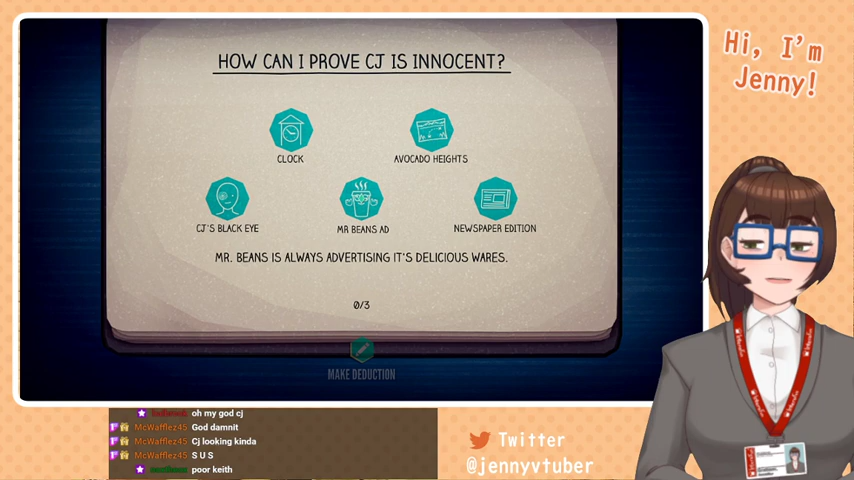 HOW CAN I PROVE CJ IS INNOCENT?
CLOCK
AVOCADO HEIGHTS
CJ'S BLACK EYE
MR BEANS AD
NEWSPAPER EDITION
MR. BEANS IS ALWAYS ADVERTISING IT'S DELICIOUS WARES.
0/3
MAKE DEDUCTION
Hi, I'm
Jenny!
oh my god cj
McWafflez45 God damnit
McWafflez45 Cj looking kinda
McWafflez45 S U S
poor keith
Twitter
@jennyvtuber